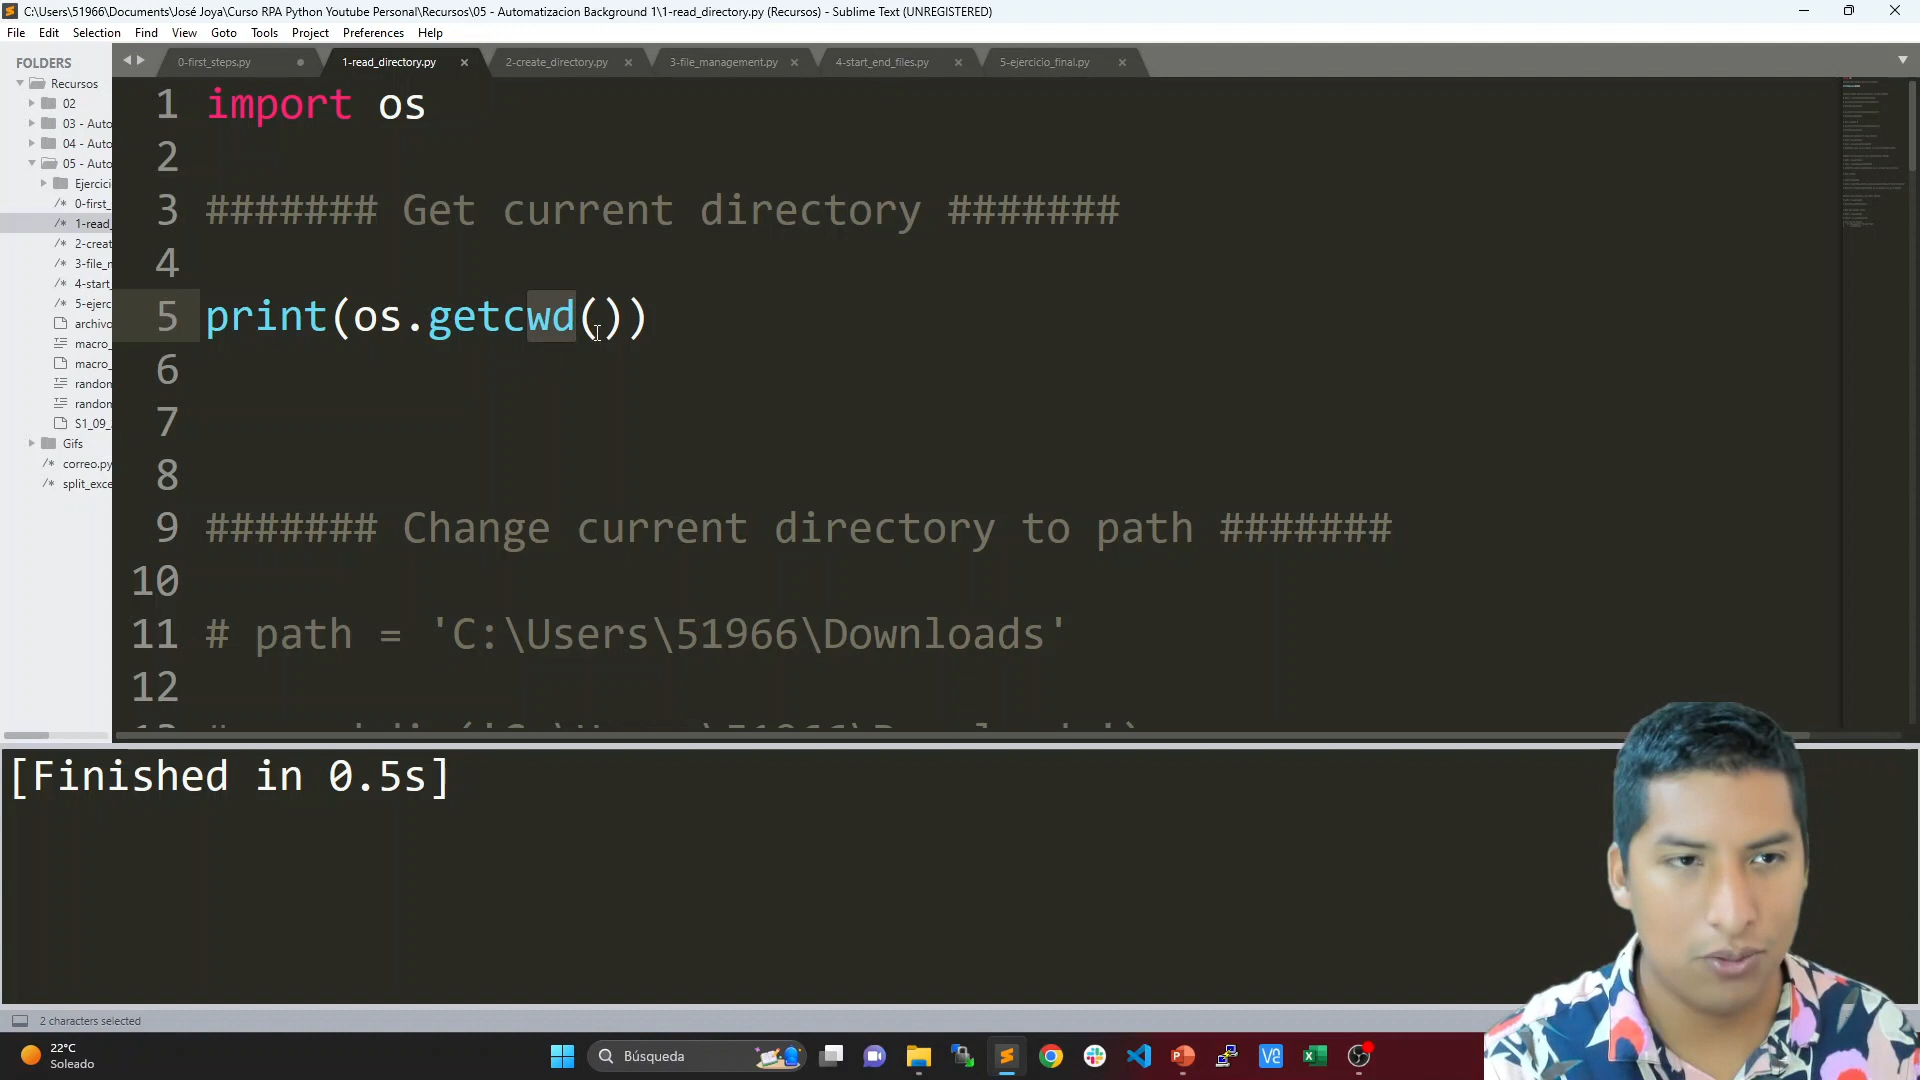 C:\Users\51966\Documents\José Joya\Curso RPA Python Youtube Personal\Recursos\05 - Automatizacion Background 1\1-read_directory.py (Recursos) - Sublime Text (UNREGISTERED)
File Edit Selection Find View Goto Tools Project Preferences Help
FOLDERS
Recursos
02
03 - Auto
04 - Auto
05 - Auto
Ejercici
0-first_
1-read_
2-creat
3-file_r
4-start_
5-ejerc
archivo
macro_
macro_
random
random
S1_09_
Gifs
correo.py
split_exce
0-first_steps.py 1-read_directory.py 2-create_directory.py 3-file_management.py 4-start_end_files.py 5-ejercicio_final.py
1 import os
2
3 ####### Get current directory #######
4
5 print(os.getcwd())
6
7
8
9 ####### Change current directory to path #######
10
11 # path = 'C:\Users\51966\Downloads'
12
[Finished in 0.5s]
2 characters selected
22°C
Soleado
Búsqueda